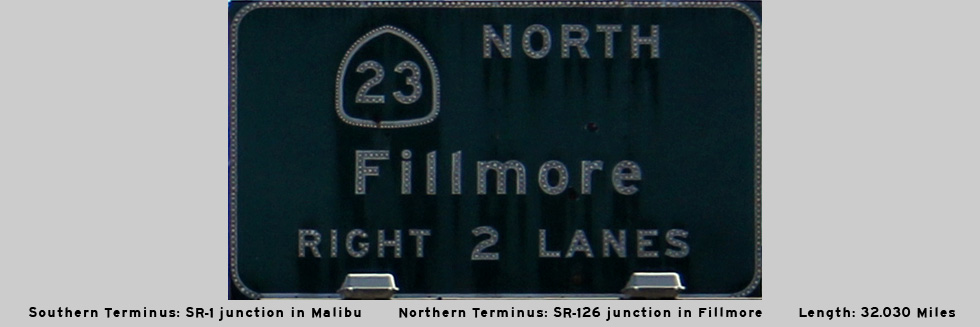 23 NORTH
Fillmore
RIGHT 2 LANES
Southern Terminus: SR-1 junction in Malibu Northern Terminus: SR-126 junction in Fillmore Length: 32.030 Miles